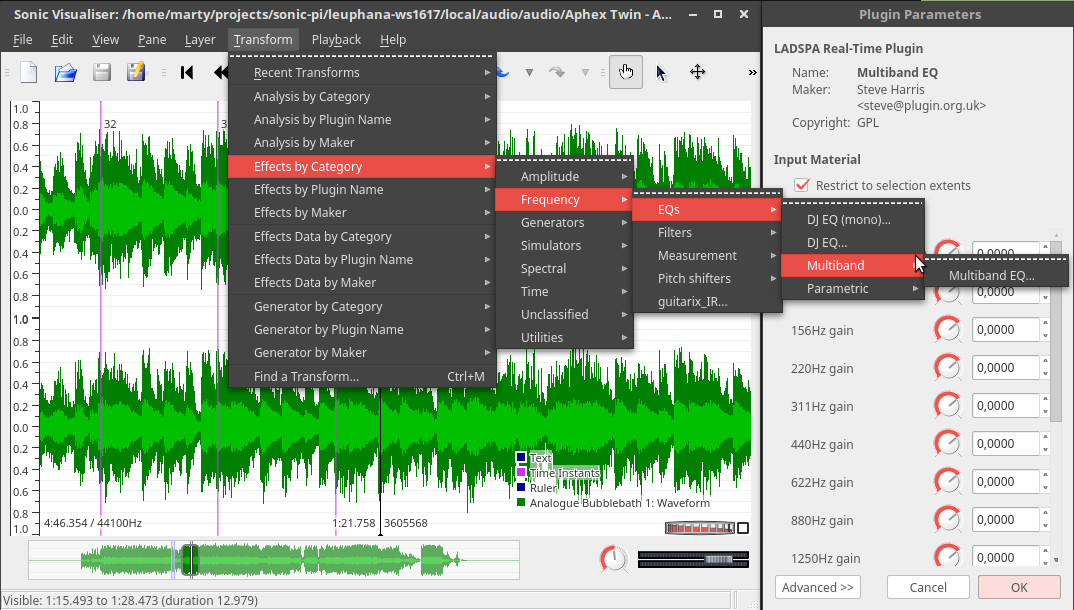 Sonic Visualiser: /home/marty/projects/sonic-pi/leuphana-ws1617/local/audio/audio/Aphex Twin - A...
File Edit View Pane Layer Transform Playback Help
Recent Transforms
Analysis by Category
Analysis by Plugin Name
Analysis by Maker
Effects by Category
Effects by Plugin Name
Effects by Maker
Effects Data by Category
Effects Data by Plugin Name
Effects Data by Maker
Generator by Category
Generator by Plugin Name
Generator by Maker
Find a Transform... Ctrl+M
Amplitude
Frequency
Generators
Simulators
Spectral
Time
Unclassified
Utilities
EQs
Filters
Measurement
Pitch shifters
guitarix_IR...
DJ EQ (mono)...
DJ EQ...
Multiband
Parametric
Multiband EQ...
1.0
0.8
0.6
0.4
0.2
0.0
0.2
0.4
0.6
0.8
1.0
0.8
0.6
0.4
0.2
0.0
0.2
0.4
0.6
0.8
1.0
32
3
»
Text
Time Instants
Ruler
Analogue Bubblebath 1: Waveform
4:46.354 / 44100Hz
1:21.758
3605568
Visible: 1:15.493 to 1:28.473 (duration 12.979)
Plugin Parameters
LADSPA Real-Time Plugin
Name: Multiband EQ
Maker: Steve Harris
<steve@plugin.org.uk>
Copyright: GPL
Input Material
Restrict to selection extents
0,0000
0,0000
156Hz gain 0,0000
220Hz gain 0,0000
311Hz gain 0,0000
440Hz gain 0,0000
622Hz gain 0,0000
880Hz gain 0,0000
1250Hz gain 0,0000
Advanced >> Cancel OK